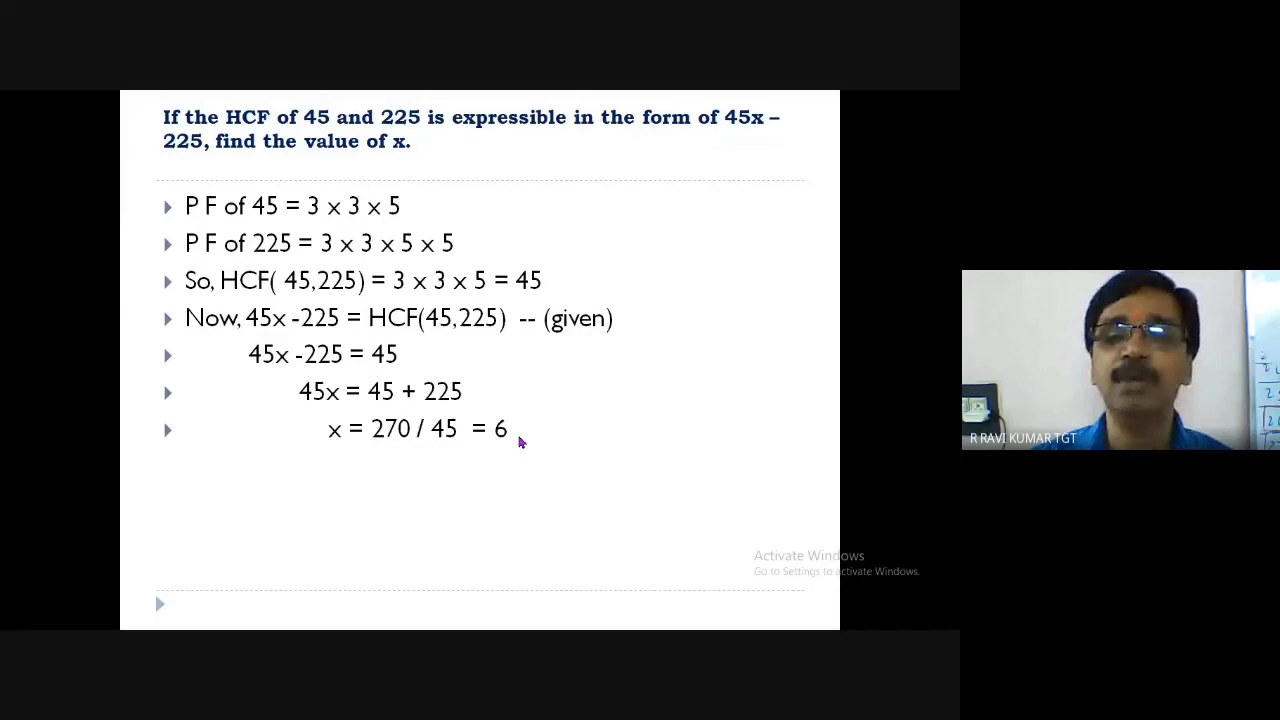 If the HCF of 45 and 225 is expressible in the form of 45x –
225, find the value of x.
P F of 45 = 3 x 3 x 5
P F of 225 = 3 x 3 x 5 x 5
So, HCF( 45,225) = 3 x 3 x 5 = 45
Now, 45x -225 = HCF(45,225) -- (given)
45x -225 = 45
45x = 45 + 225
x = 270 / 45 = 6
R RAVI KUMAR TGT
Activate Windows
Go to Settings to activate Windows.